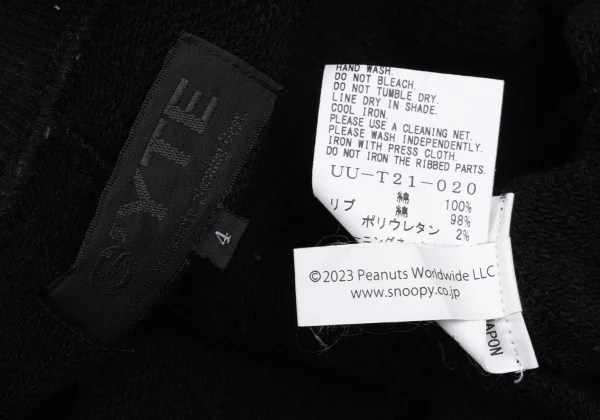 S'YTE
4
HAND WASH.
DO NOT BLEACH.
DO NOT TUMBLE DRY.
LINE DRY IN SHADE.
COOL IRON.
PLEASE USE A CLEANING NET.
PLEASE WASH INDEPENDENTLY.
IRON WITH PRESS CLOTH.
DO NOT IRON THE RIBBED PARTS.
UU-T21-020
綿 100%
リブ 綿 98%
ポリウレタン 2%
©2023 Peanuts Worldwide LLC
www.snoopy.co.jp
JAPON